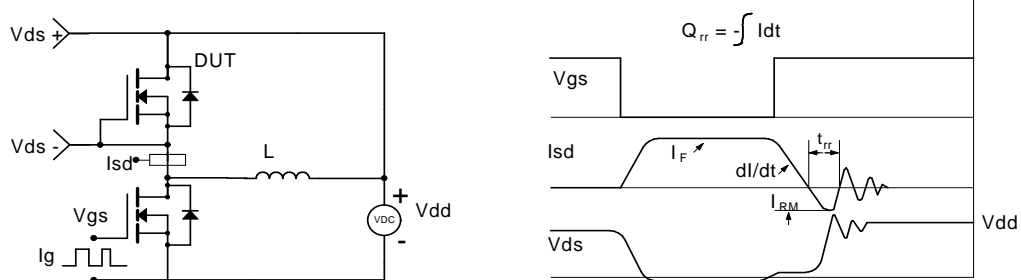 Vds +
DUT
Vds -
Isd
L
Vgs
Ig
+
VDC
-
Vdd
Q rr = - ∫ Idt
Vgs
Isd
I F
dI/dt
t rr
I RM
Vdd
Vds